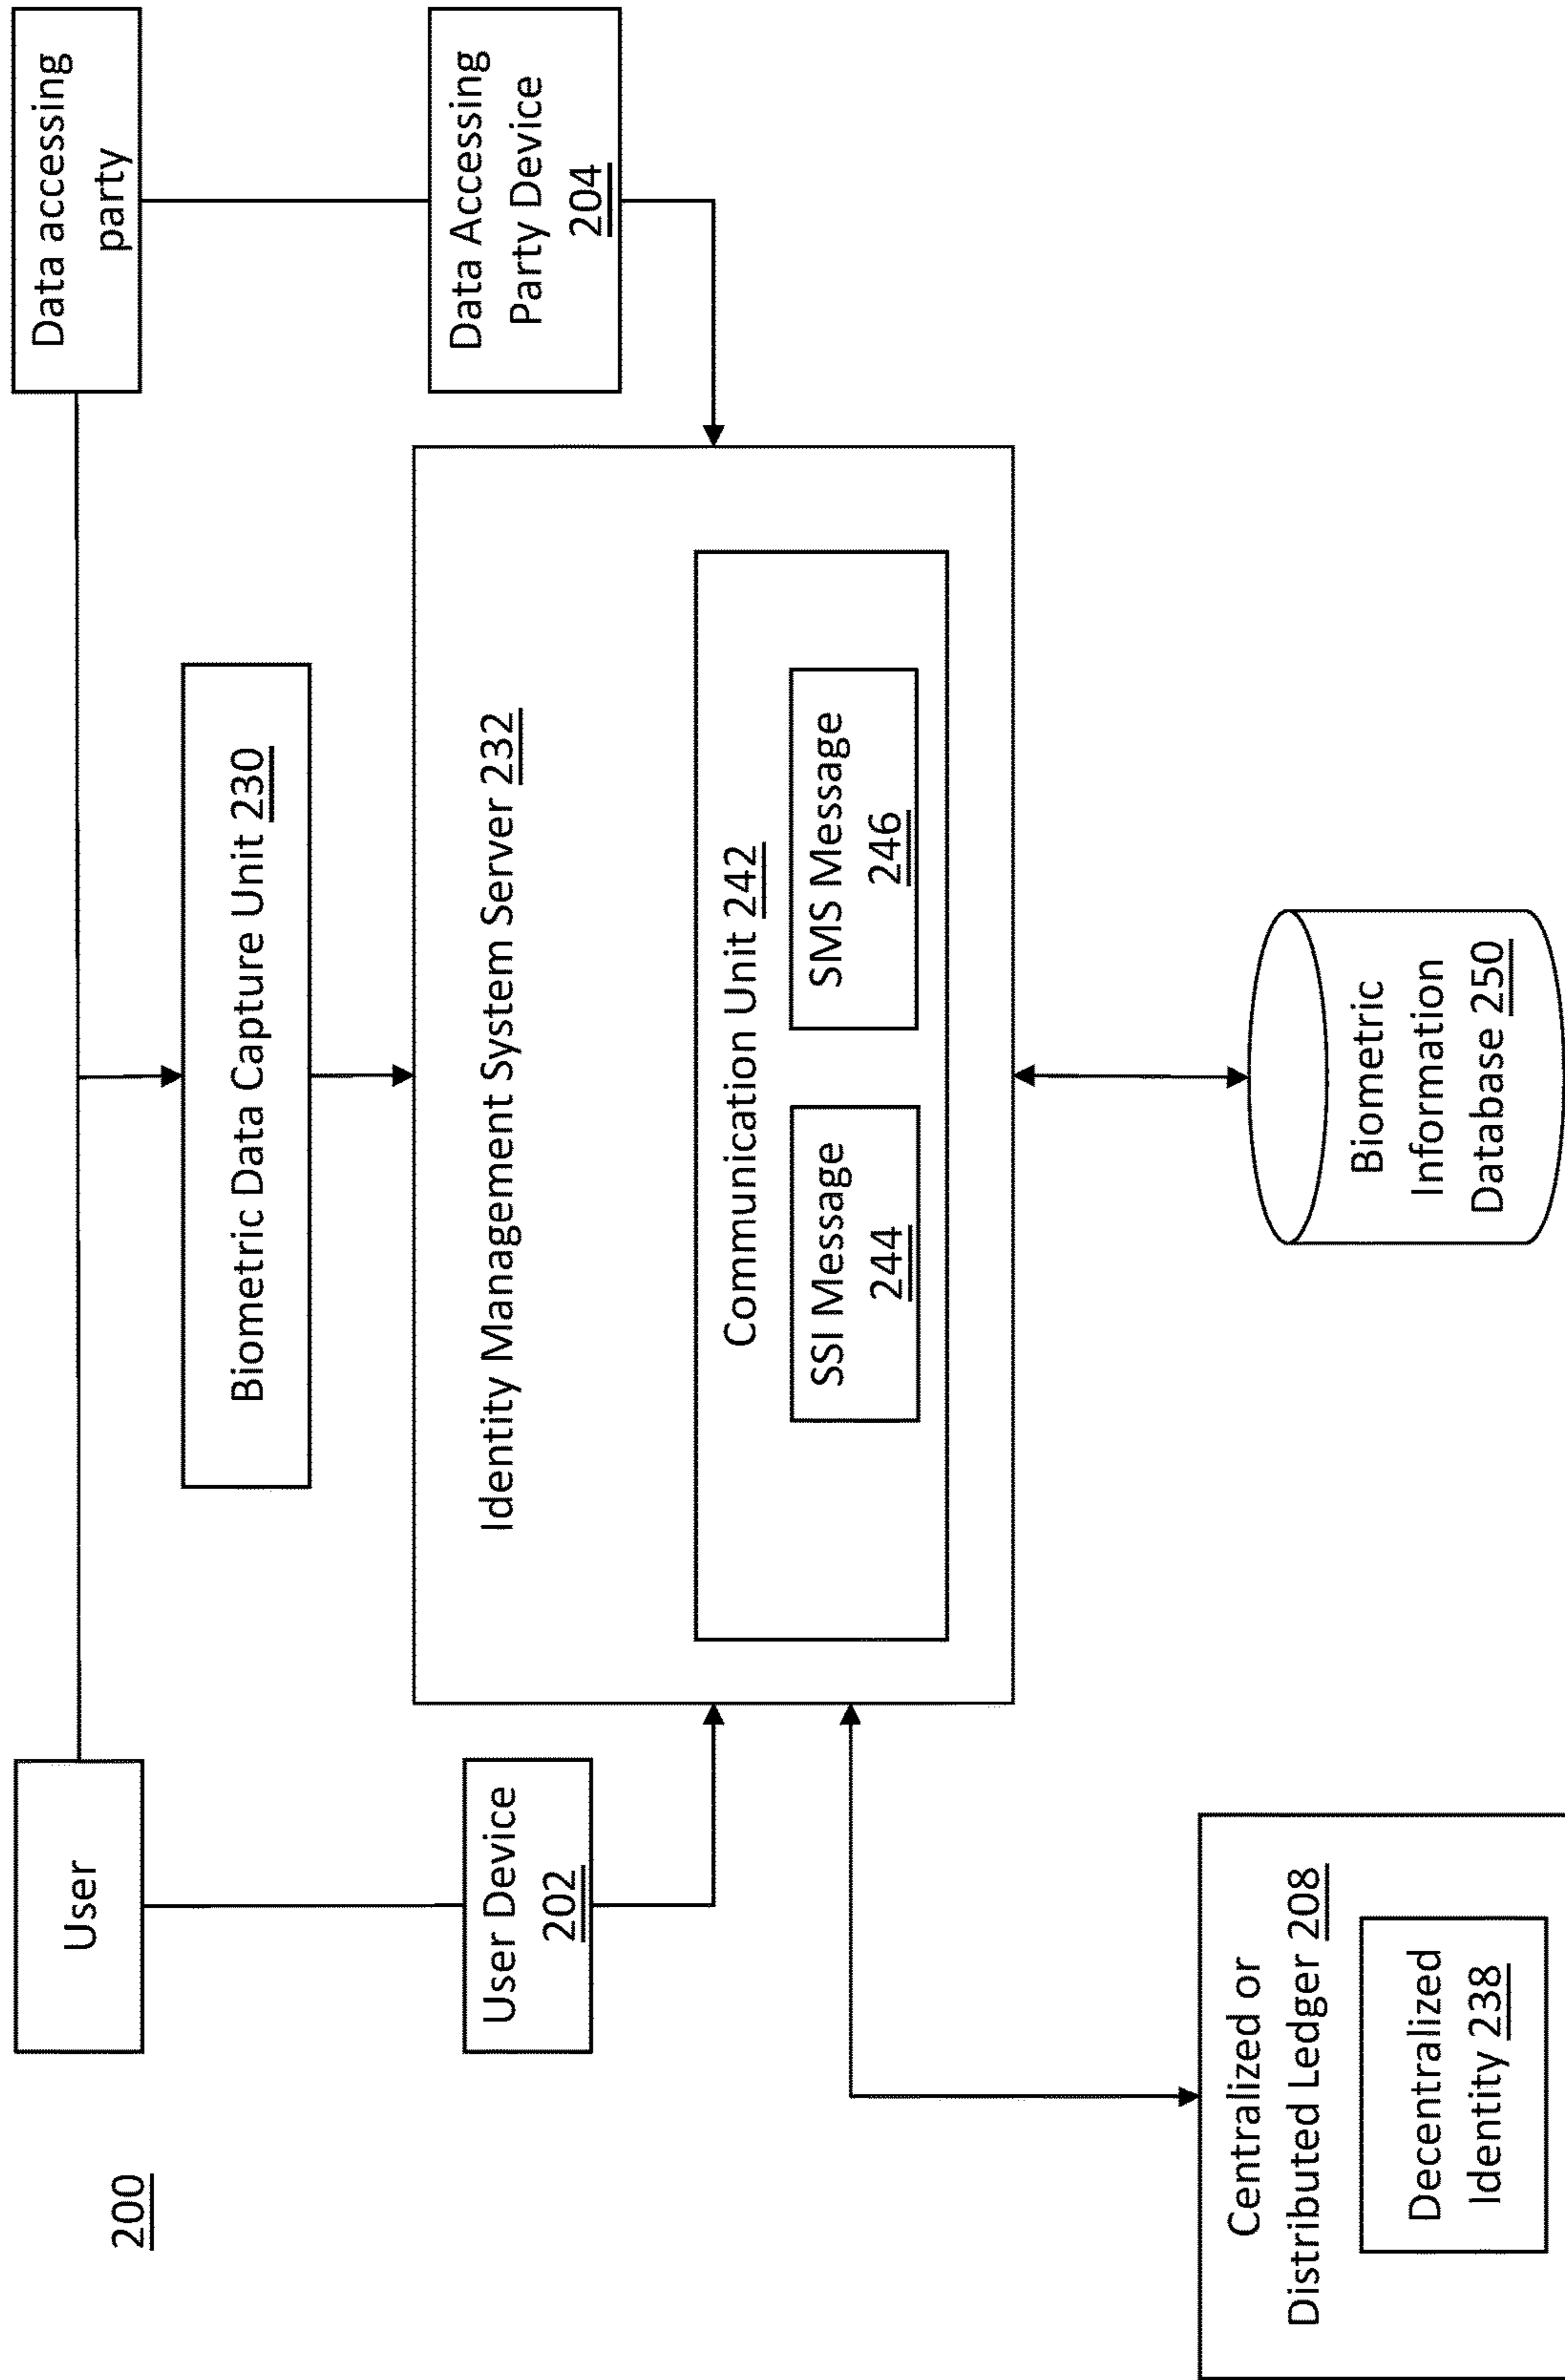 200
User
Data accessing
party
Biometric Data Capture Unit 230
User Device
202
Data Accessing
Party Device
204
Identity Management System Server 232
Communication Unit 242
SSI Message
244
SMS Message
246
Centralized or
Distributed Ledger 208
Decentralized
Identity 238
Biometric
Information
Database 250